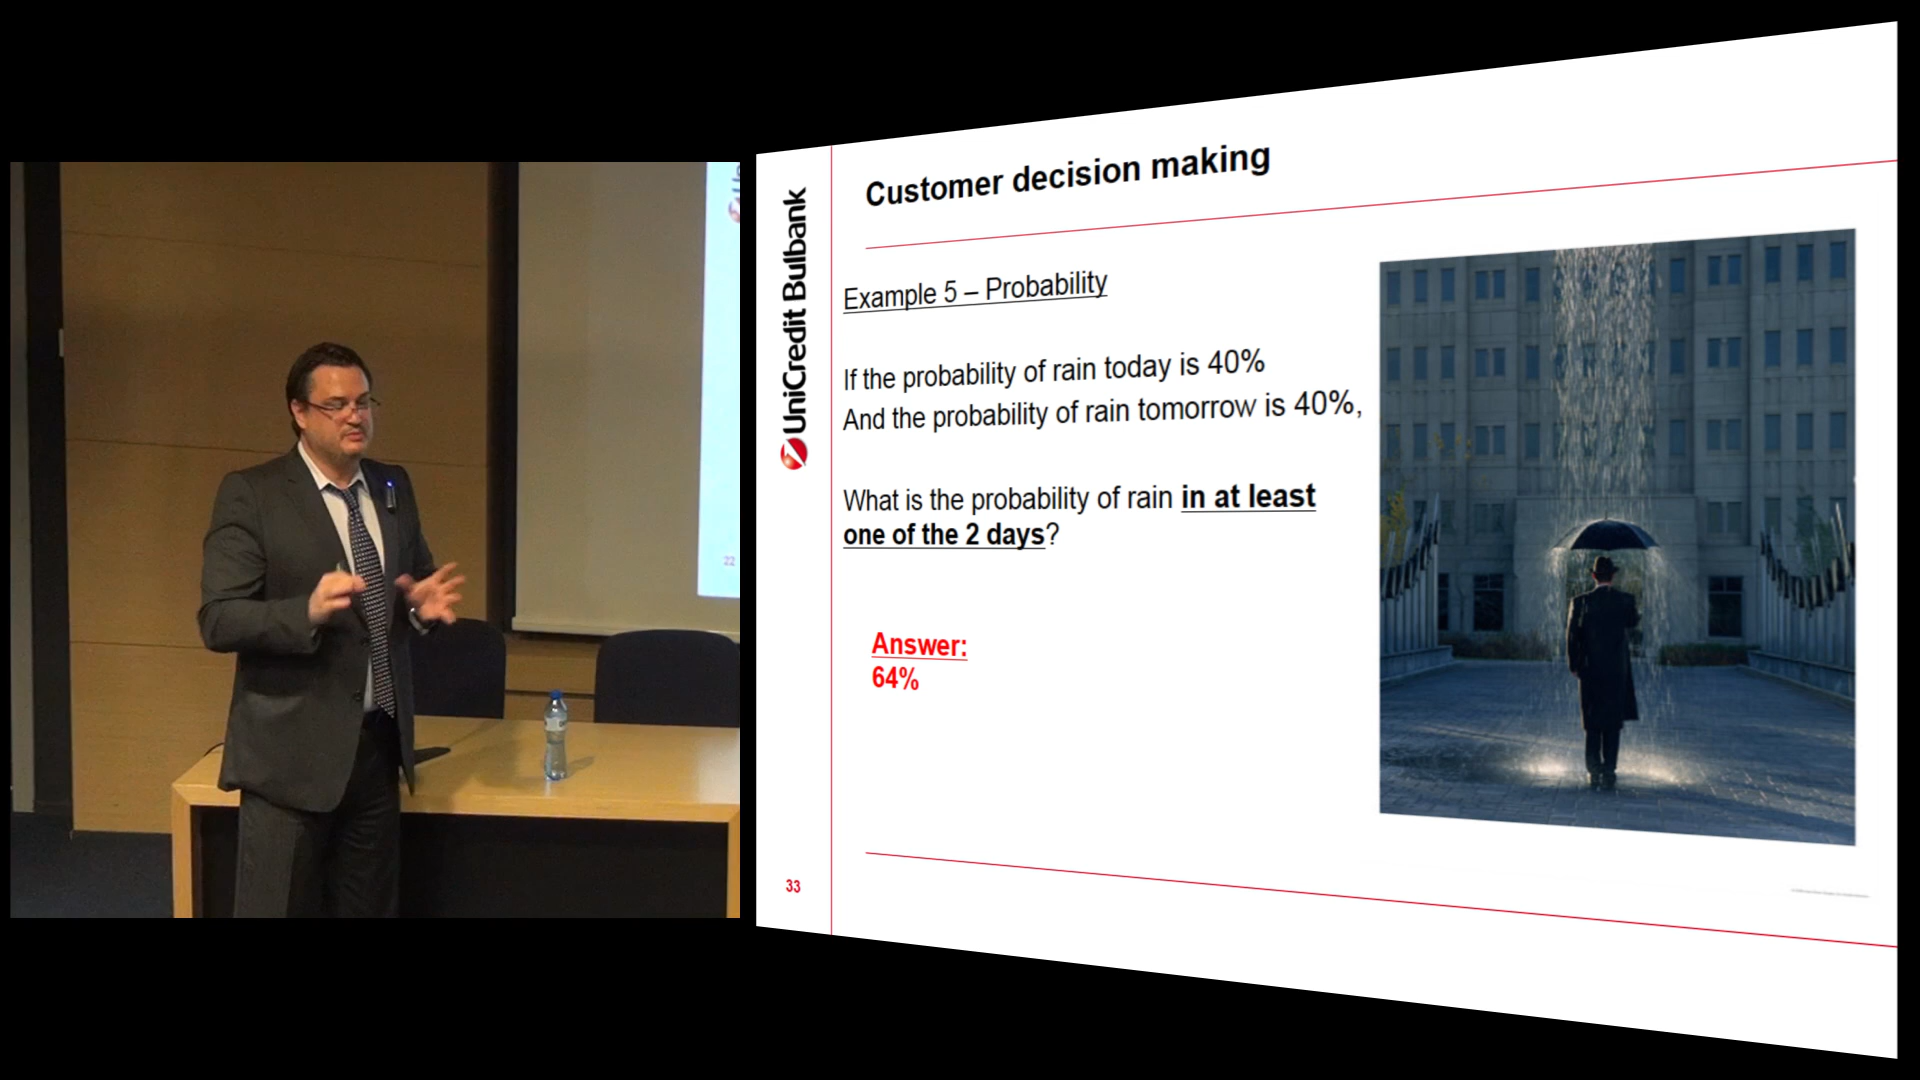 Customer decision making
UniCredit Bulbank
Example 5 – Probability
If the probability of rain today is 40%
And the probability of rain tomorrow is 40%,
What is the probability of rain in at least
one of the 2 days?
Answer:
64%
33
22